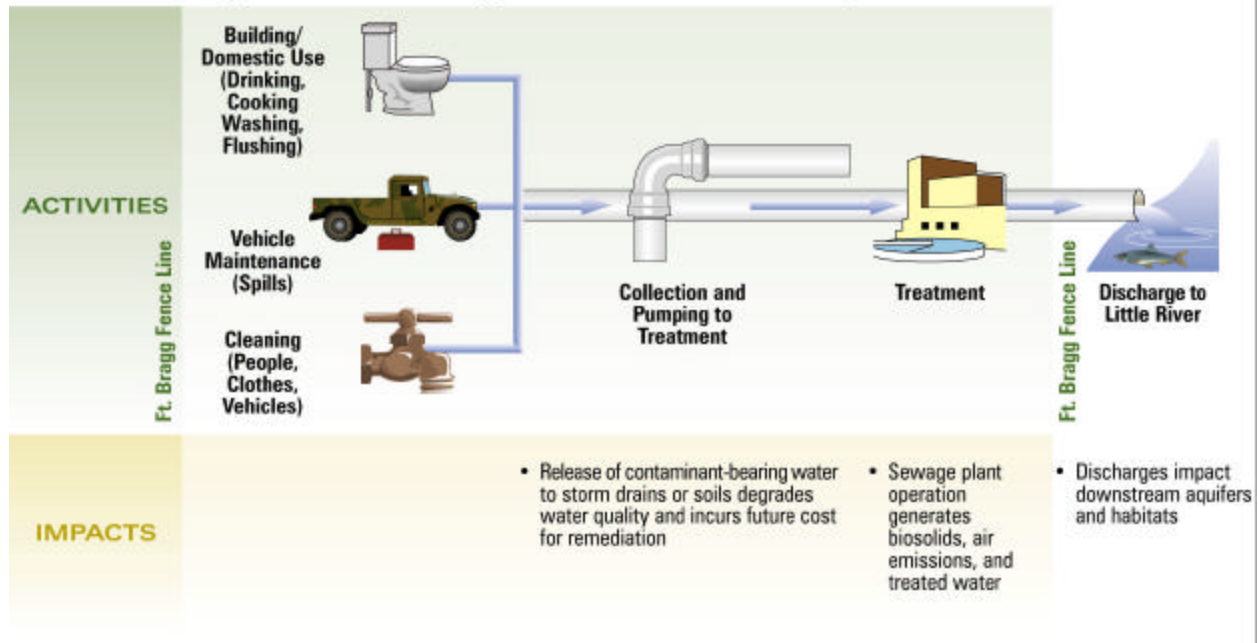 Building/
Domestic Use
(Drinking,
Cooking
Washing,
Flushing)
ACTIVITIES
Ft. Bragg Fence Line
Vehicle
Maintenance
(Spills)
Cleaning
(People,
Clothes,
Vehicles)
Collection and
Pumping to
Treatment
Treatment
Ft. Bragg Fence Line
Discharge to
Little River
IMPACTS
• Release of contaminant-bearing water
to storm drains or soils degrades
water quality and incurs future cost
for remediation
• Sewage plant
operation
generates
biosolids, air
emissions, and
treated water
• Discharges impact
downstream aquifers
and habitats